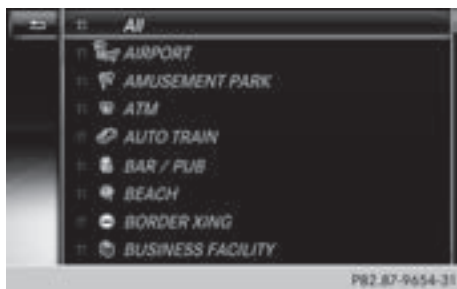 All
AIRPORT
AMUSEMENT PARK
ATM
AUTO TRAIN
BAR / PUB
BEACH
BORDER XING
BUSINESS FACILITY
P82.87-9654-31